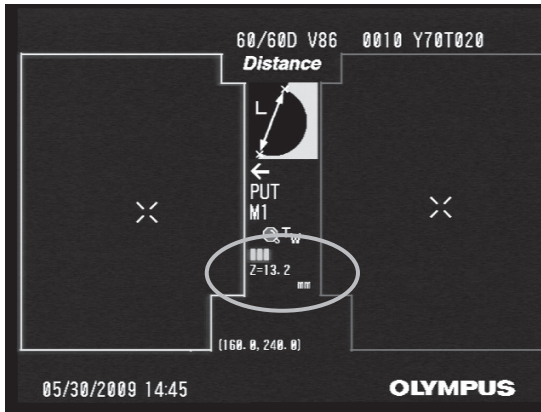 60/60D V86 0010 Y70T020
Distance
L
←
PUT
M1
T
W
Z=13.2
mm
(160.0,240.0)
05/30/2009 14:45 OLYMPUS